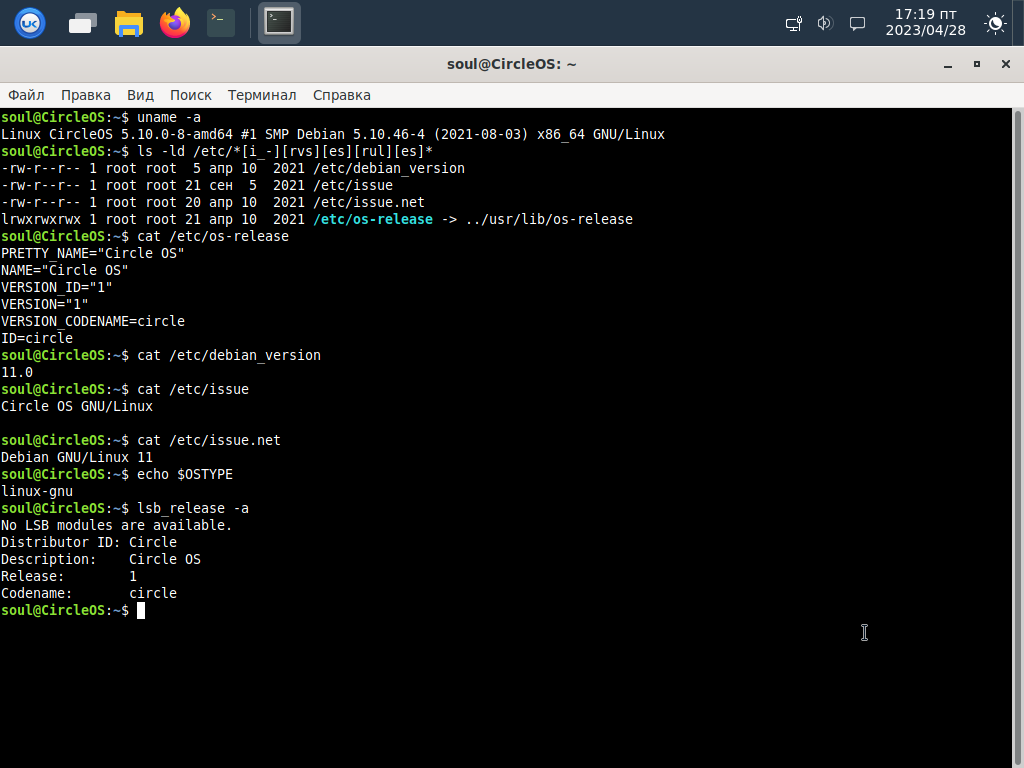 17:19 пт
2023/04/28
soul@CircleOS: ~
Файл Правка Вид Поиск Терминал Справка
soul@CircleOS:~$ uname -a
Linux CircleOS 5.10.0-8-amd64 #1 SMP Debian 5.10.46-4 (2021-08-03) x86_64 GNU/Linux
soul@CircleOS:~$ ls -ld /etc/*[i_-][rvs][es][rul][es]*
-rw-r--r-- 1 root root  5 апр 10  2021 /etc/debian_version
-rw-r--r-- 1 root root 21 сен  5  2021 /etc/issue
-rw-r--r-- 1 root root 20 апр 10  2021 /etc/issue.net
lrwxrwxrwx 1 root root 21 апр 10  2021 /etc/os-release -> ../usr/lib/os-release
soul@CircleOS:~$ cat /etc/os-release
PRETTY_NAME="Circle OS"
NAME="Circle OS"
VERSION_ID="1"
VERSION="1"
VERSION_CODENAME=circle
ID=circle
soul@CircleOS:~$ cat /etc/debian_version
11.0
soul@CircleOS:~$ cat /etc/issue
Circle OS GNU/Linux
soul@CircleOS:~$ cat /etc/issue.net
Debian GNU/Linux 11
soul@CircleOS:~$ echo $OSTYPE
linux-gnu
soul@CircleOS:~$ lsb_release -a
No LSB modules are available.
Distributor ID: Circle
Description:    Circle OS
Release:        1
Codename:       circle
soul@CircleOS:~$